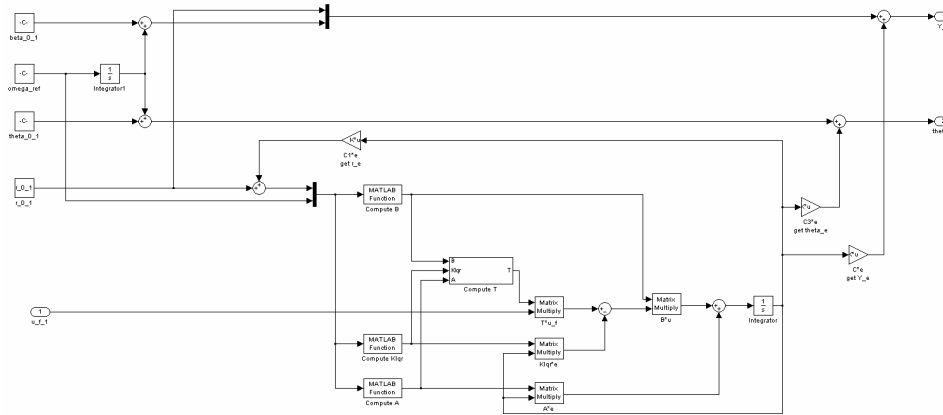 -C-
beta_0_1
-C-
omega_ref
1
s
Integrator1
-C-
theta_0_1
K*u
C1*e
get r_e
r_0_1
r_0_1
MATLAB
Function
Compute B
K*u
C3*e
get theta_e
K*u
C*e
get Y_e
B
Klqr
A
T
Compute T
1
u_f_1
Matrix
Multiply
T*u_f
Matrix
Multiply
B*u
1
s
Integrator
MATLAB
Function
Compute Klqr
Matrix
Multiply
Klqr*e
MATLAB
Function
Compute A
Matrix
Multiply
A*e